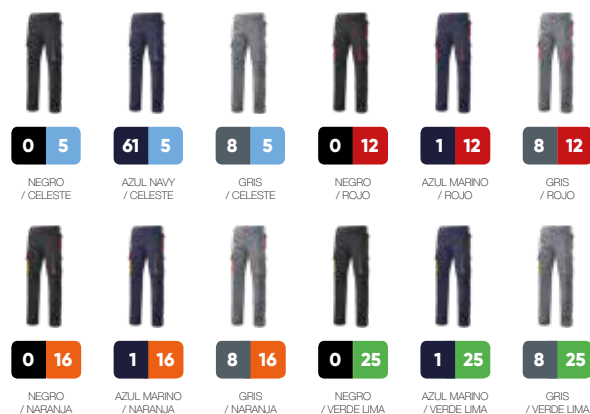 0 5 61 5 8 5 0 12 1 12 8 12
NEGRO AZUL NAVY GRIS NEGRO AZUL MARINO GRIS
/ CELESTE / CELESTE / CELESTE / ROJO / ROJO / ROJO
0 16 1 16 8 16 0 25 1 25 8 25
NEGRO AZUL MARINO GRIS NEGRO AZUL MARINO GRIS
/ NARANJA / NARANJA / NARANJA / VERDE LIMA / VERDE LIMA / VERDE LIMA